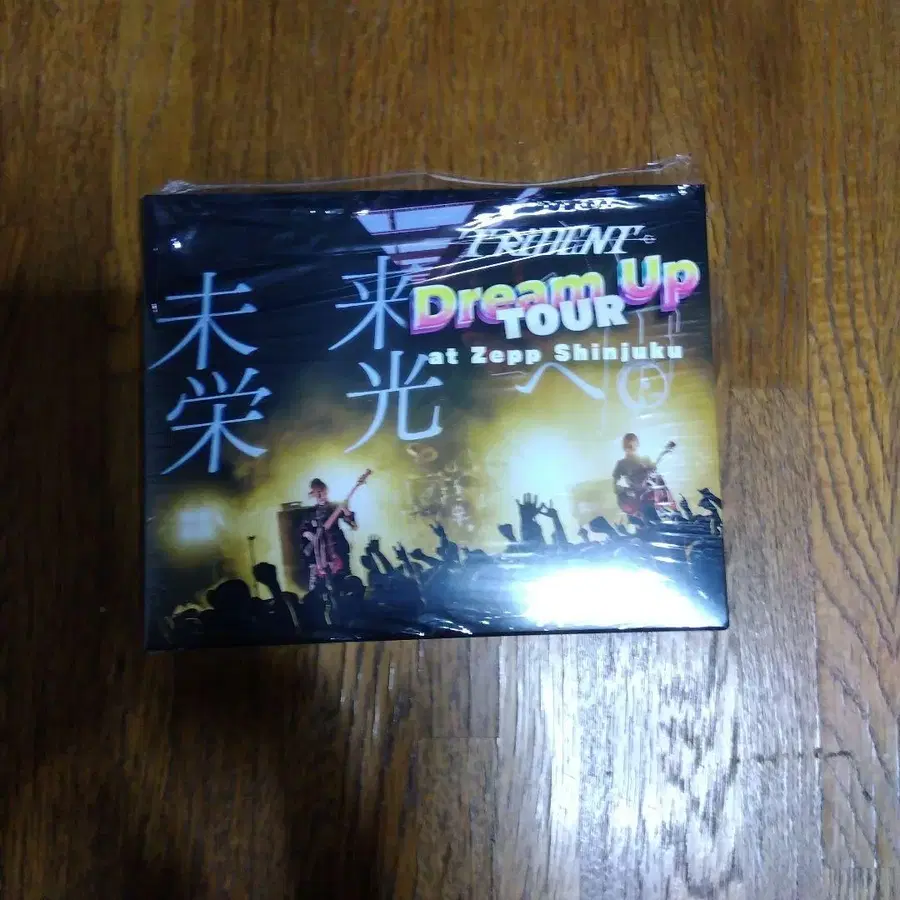 TRiDENT
Dream Up
TOUR
at Zepp Shinjuku
未来
栄光へ